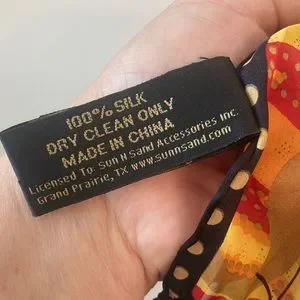 100% SILK
DRY CLEAN ONLY
MADE IN CHINA
Licensed To: Sun N Sand Accessories Inc.
Grand Prairie, TX www.sunnsand.com